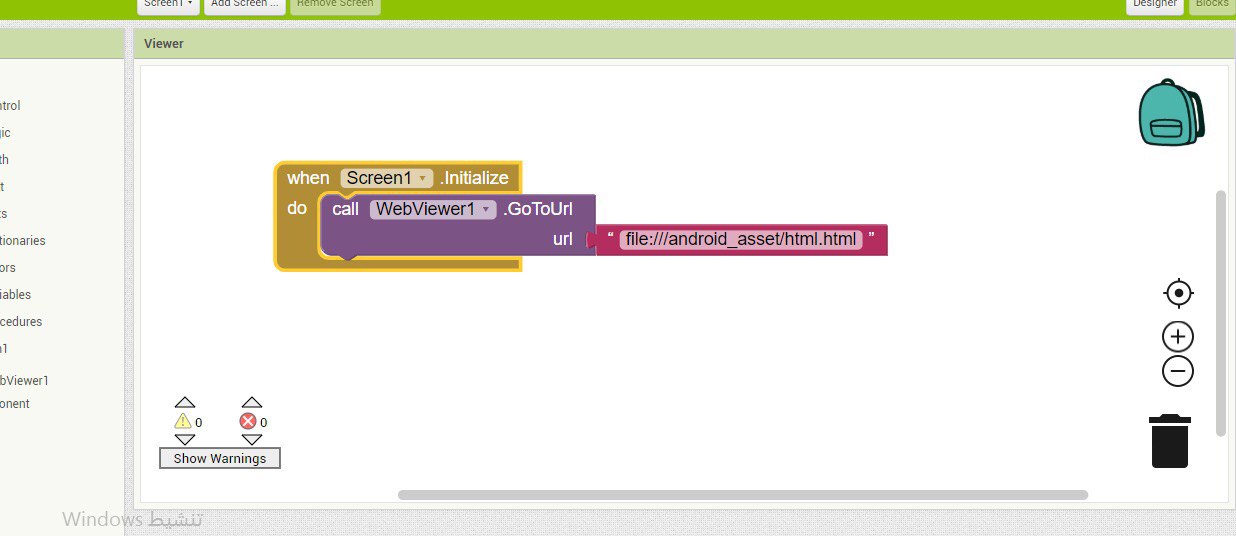 Screen1
Add Screen ...
Remove Screen
Designer
Blocks
Viewer
ntrol
gic
th
t
ts
tionaries
ors
iables
cedures
n1
bViewer1
onent
when Screen1 .Initialize
do call WebViewer1 .GoToUrl
url " file:///android_asset/html.html "
0 0
Show Warnings
تنشيط Windows